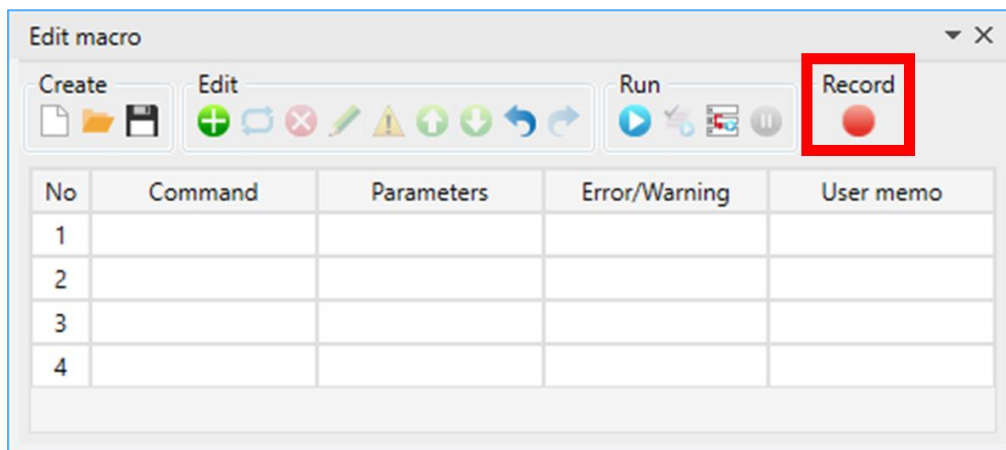 Edit macro
Create Edit Run Record
No Command Parameters Error/Warning User memo
1
2
3
4